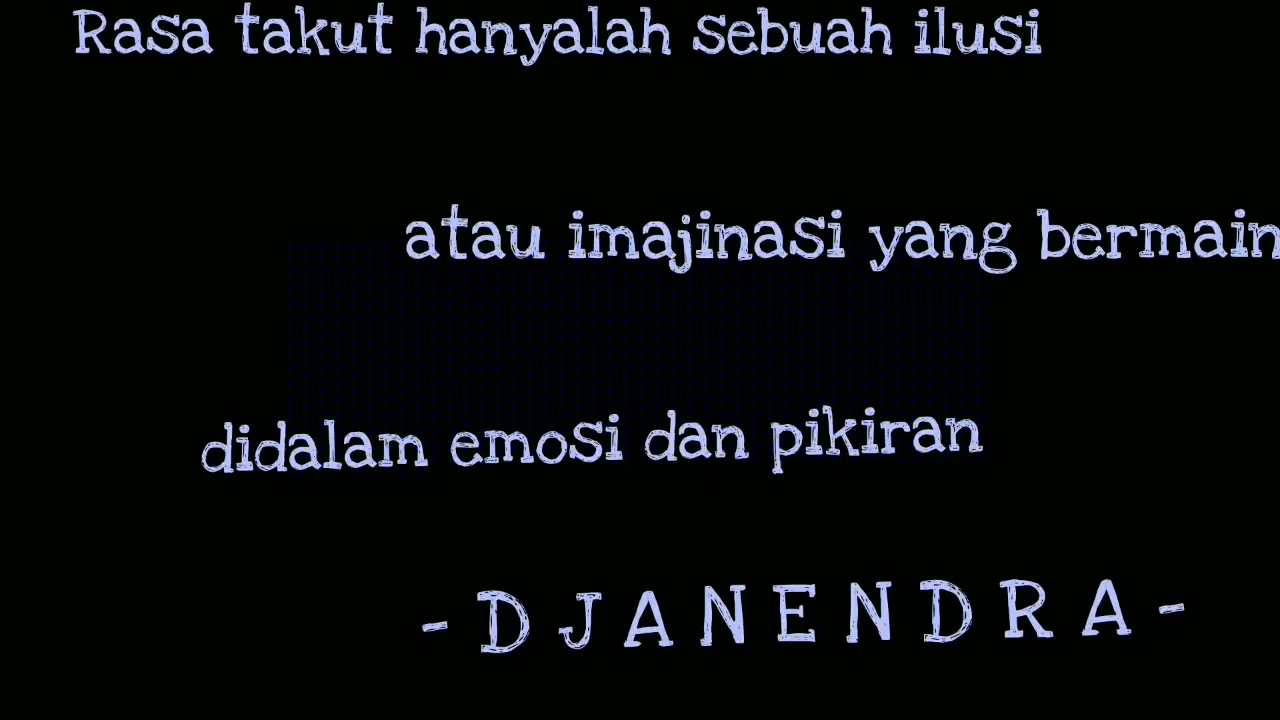 Rasa takut hanyalah sebuah ilusi
atau imajinasi yang bermain
didalam emosi dan pikiran
- D J A N E N D R A -